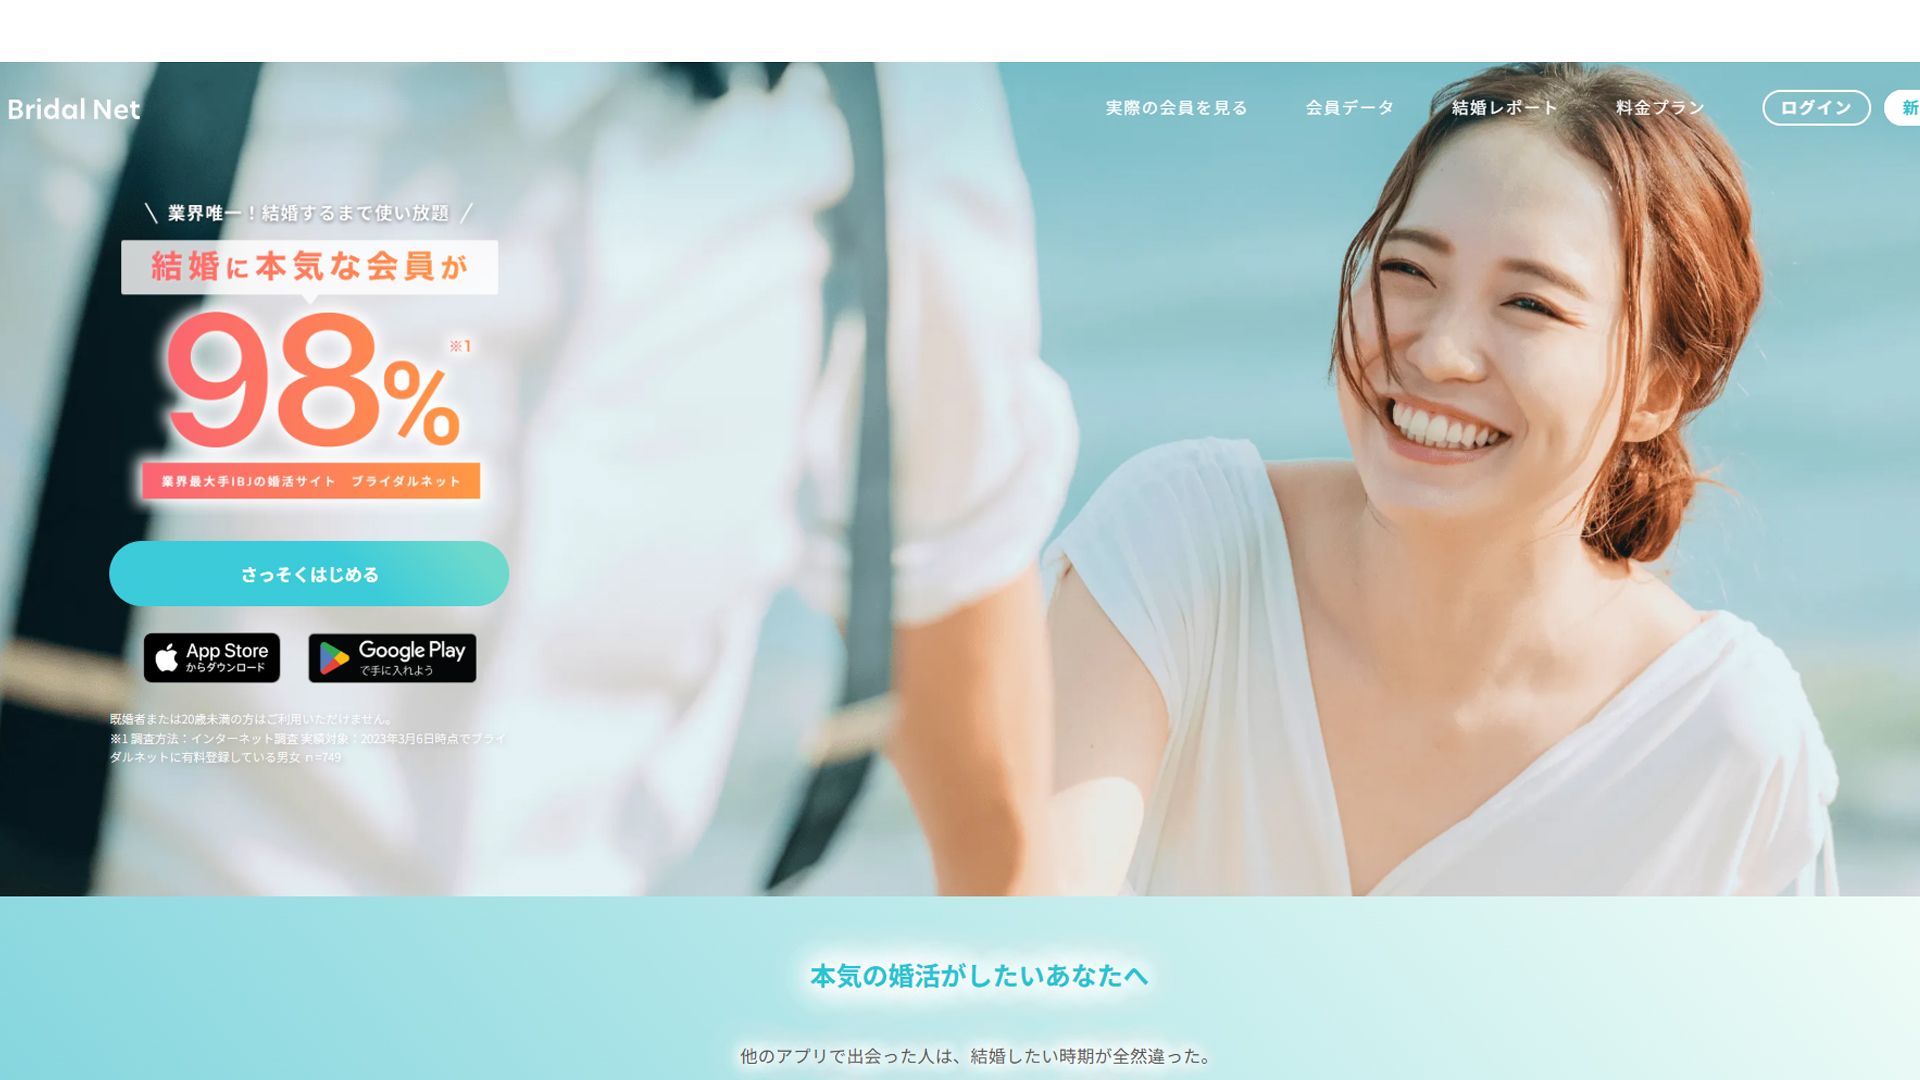 Bridal Net
実際の会員を見る
会員データ
結婚レポート
料金プラン
ログイン
新
業界唯一！結婚するまで使い放題
結婚に本気な会員が
98% ※1
業界最大手IBJの婚活サイト ブライダルネット
さっそくはじめる
App Store
からダウンロード
Google Play
で手に入れよう
既婚者または20歳未満の方はご利用いただけません。
※1 調査方法：インターネット調査 実績対象：2023年3月6日時点でブライ
ダルネットに有料登録している男女 n=749
本気の婚活がしたいあなたへ
他のアプリで出会った人は、結婚したい時期が全然違った。